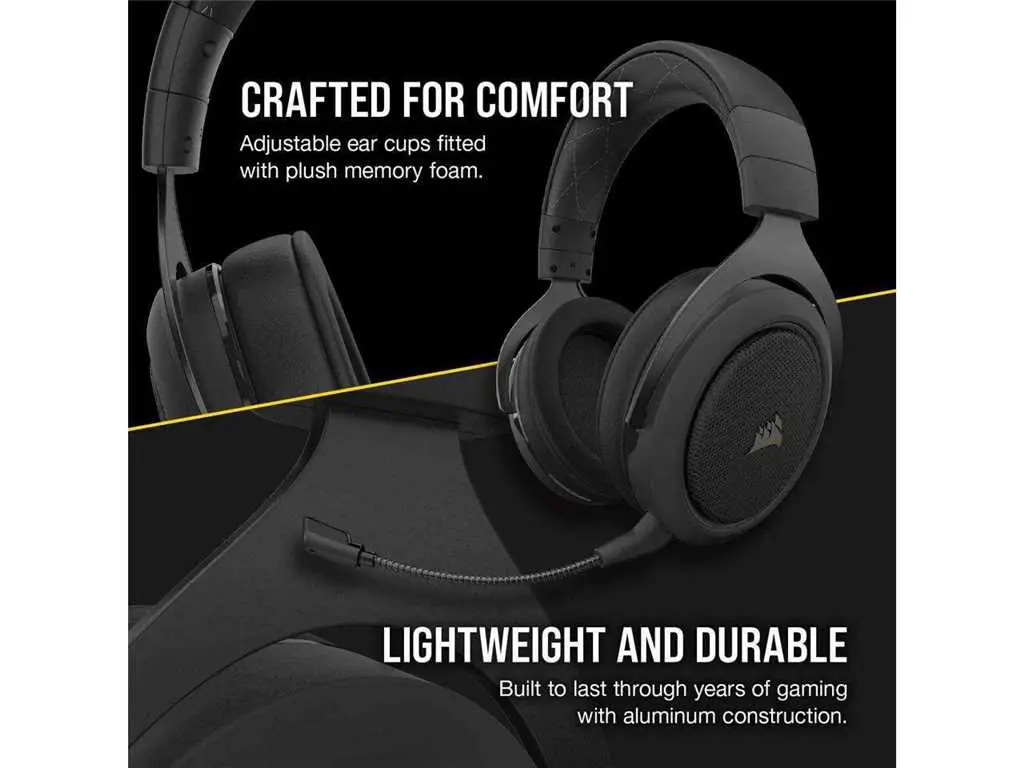 CRAFTED FOR COMFORT
Adjustable ear cups fitted
with plush memory foam.
LIGHTWEIGHT AND DURABLE
Built to last through years of gaming
with aluminum construction.